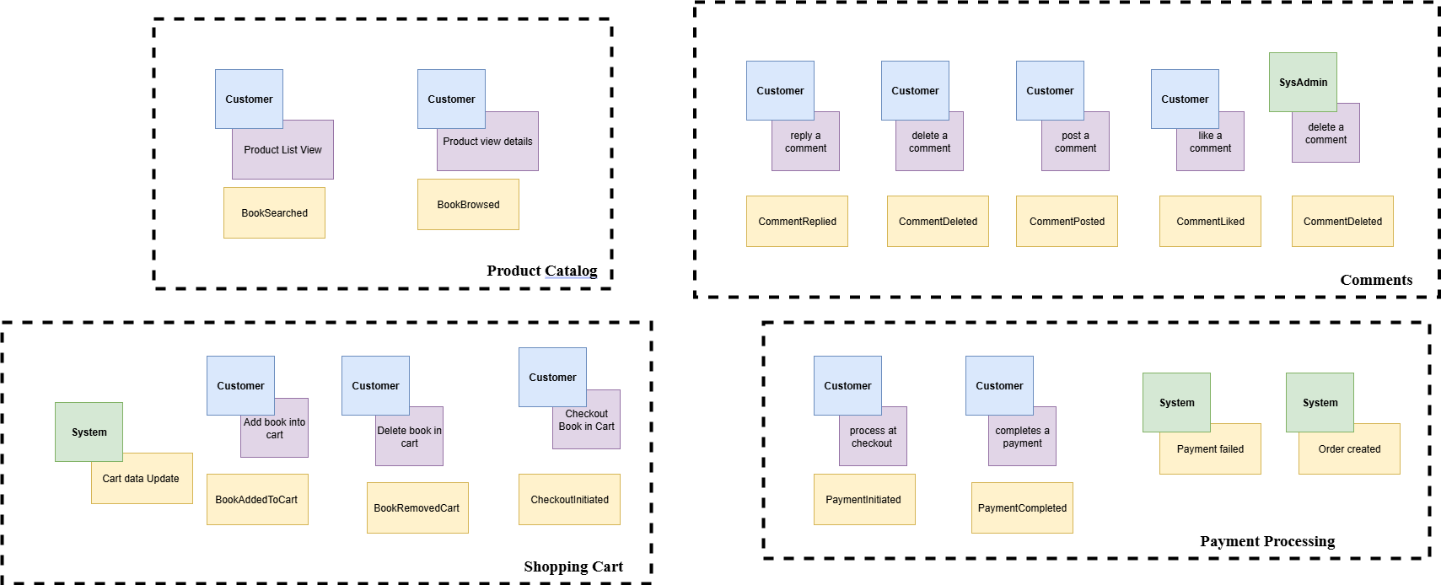 Customer
Product List View
BookSearched
Customer
Product view details
BookBrowsed
Product Catalog
Customer
reply a
comment
CommentReplied
Customer
delete a
comment
CommentDeleted
Customer
post a
comment
CommentPosted
Customer
like a
comment
CommentLiked
SysAdmin
delete a
comment
CommentDeleted
Comments
System
Cart data Update
Customer
Add book into
cart
BookAddedToCart
Customer
Delete book in
cart
BookRemovedCart
Customer
Checkout
Book in Cart
CheckoutInitiated
Shopping Cart
Customer
process at
checkout
PaymentInitiated
Customer
completes a
payment
PaymentCompleted
System
Payment failed
System
Order created
Payment Processing